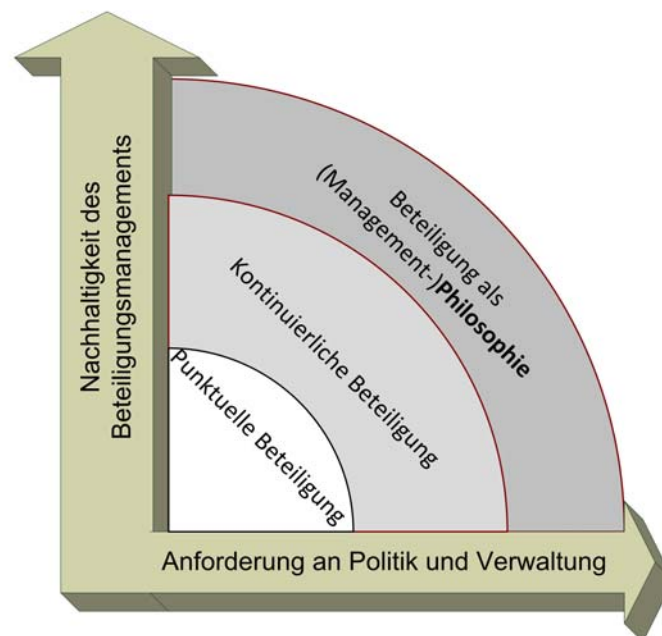 Nachhaltigkeit des
Beteiligungsmanagements
Beteiligung als
(Management-)Philosophie
Kontinuierliche Beteiligung
Punktuelle Beteiligung
Anforderung an Politik und Verwaltung